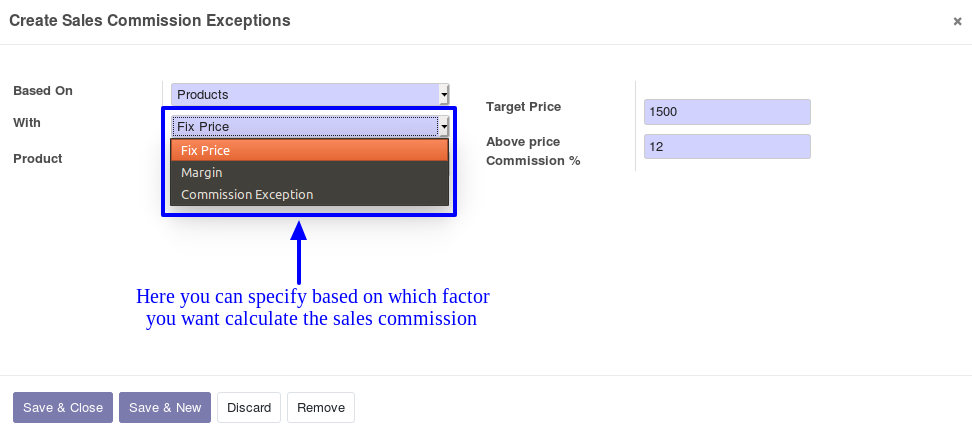 Create Sales Commission Exceptions ×
Based On Products
With Fix Price
Product
Fix Price
Margin
Commission Exception
Target Price 1500
Above price
Commission % 12
Here you can specify based on which factor
you want calculate the sales commission
Save & Close Save & New Discard Remove